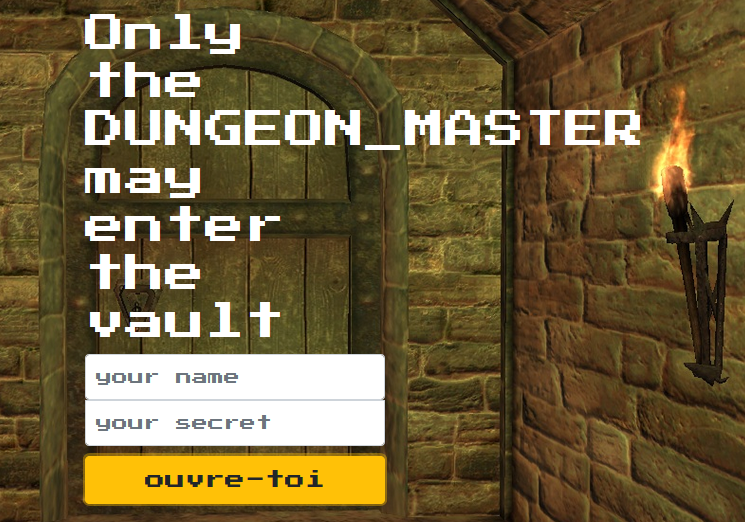 Only
the
DUNGEON_MASTER
may
enter
the
vault
your name
your secret
ouvre-toi